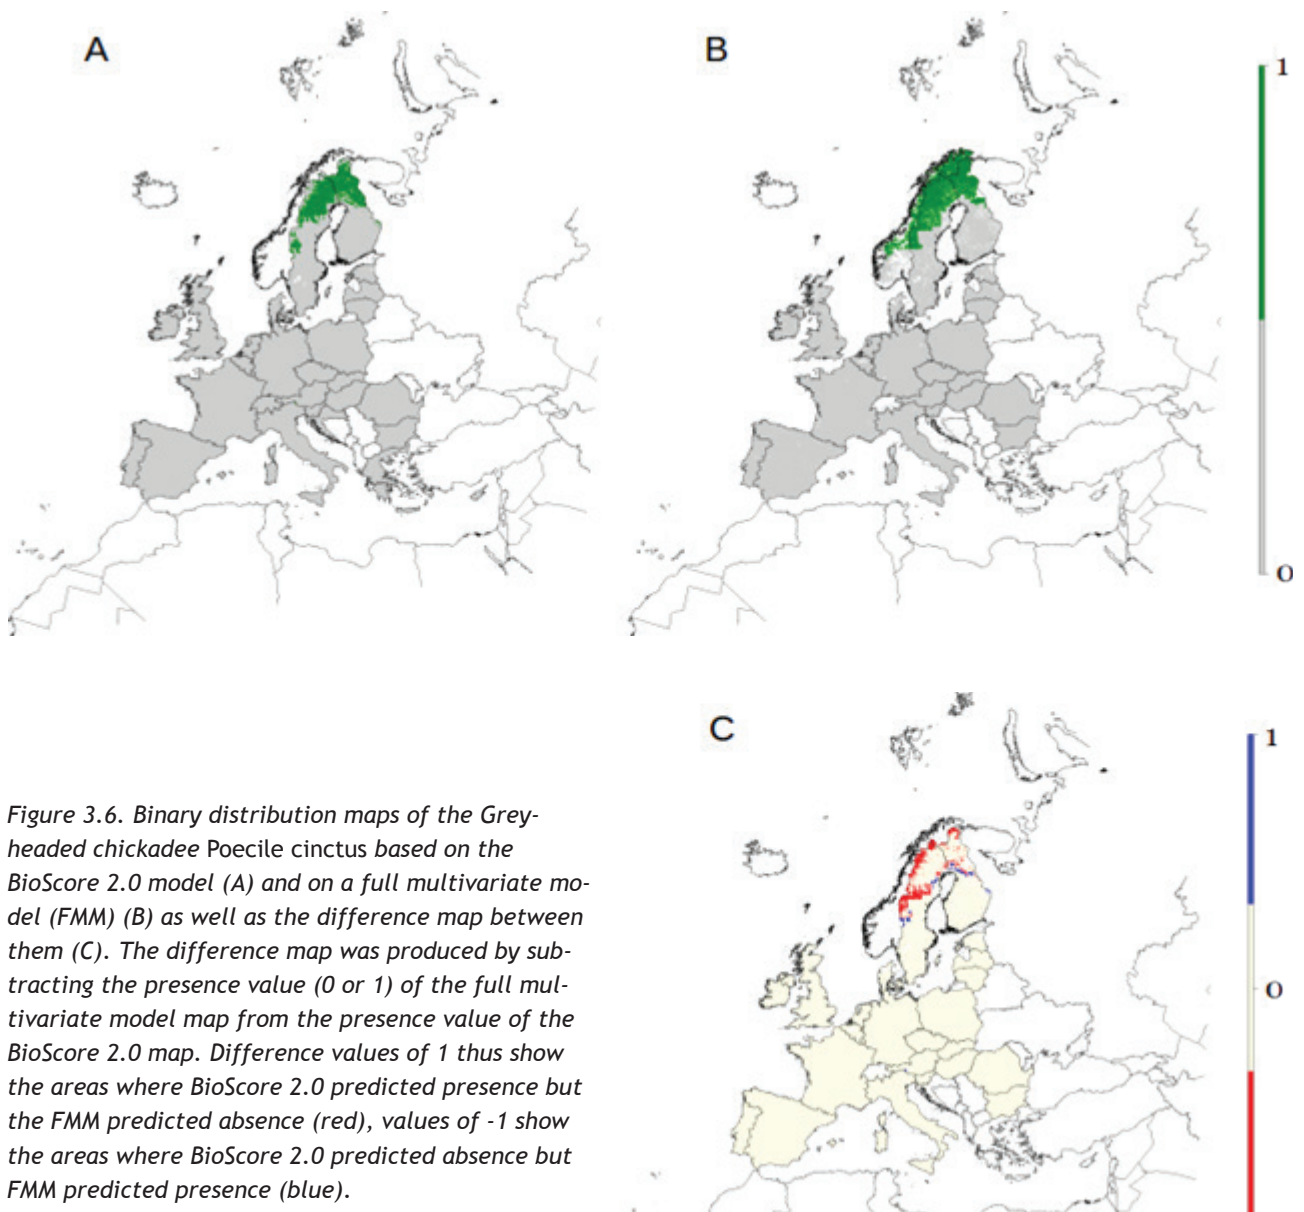 A
B
1
0
C
1
0
Figure 3.6. Binary distribution maps of the Grey-
headed chickadee Poecile cinctus based on the
BioScore 2.0 model (A) and on a full multivariate mo-
del (FMM) (B) as well as the difference map between
them (C). The difference map was produced by sub-
tracting the presence value (0 or 1) of the full mul-
tivariate model map from the presence value of the
BioScore 2.0 map. Difference values of 1 thus show
the areas where BioScore 2.0 predicted presence but
the FMM predicted absence (red), values of -1 show
the areas where BioScore 2.0 predicted absence but
FMM predicted presence (blue).